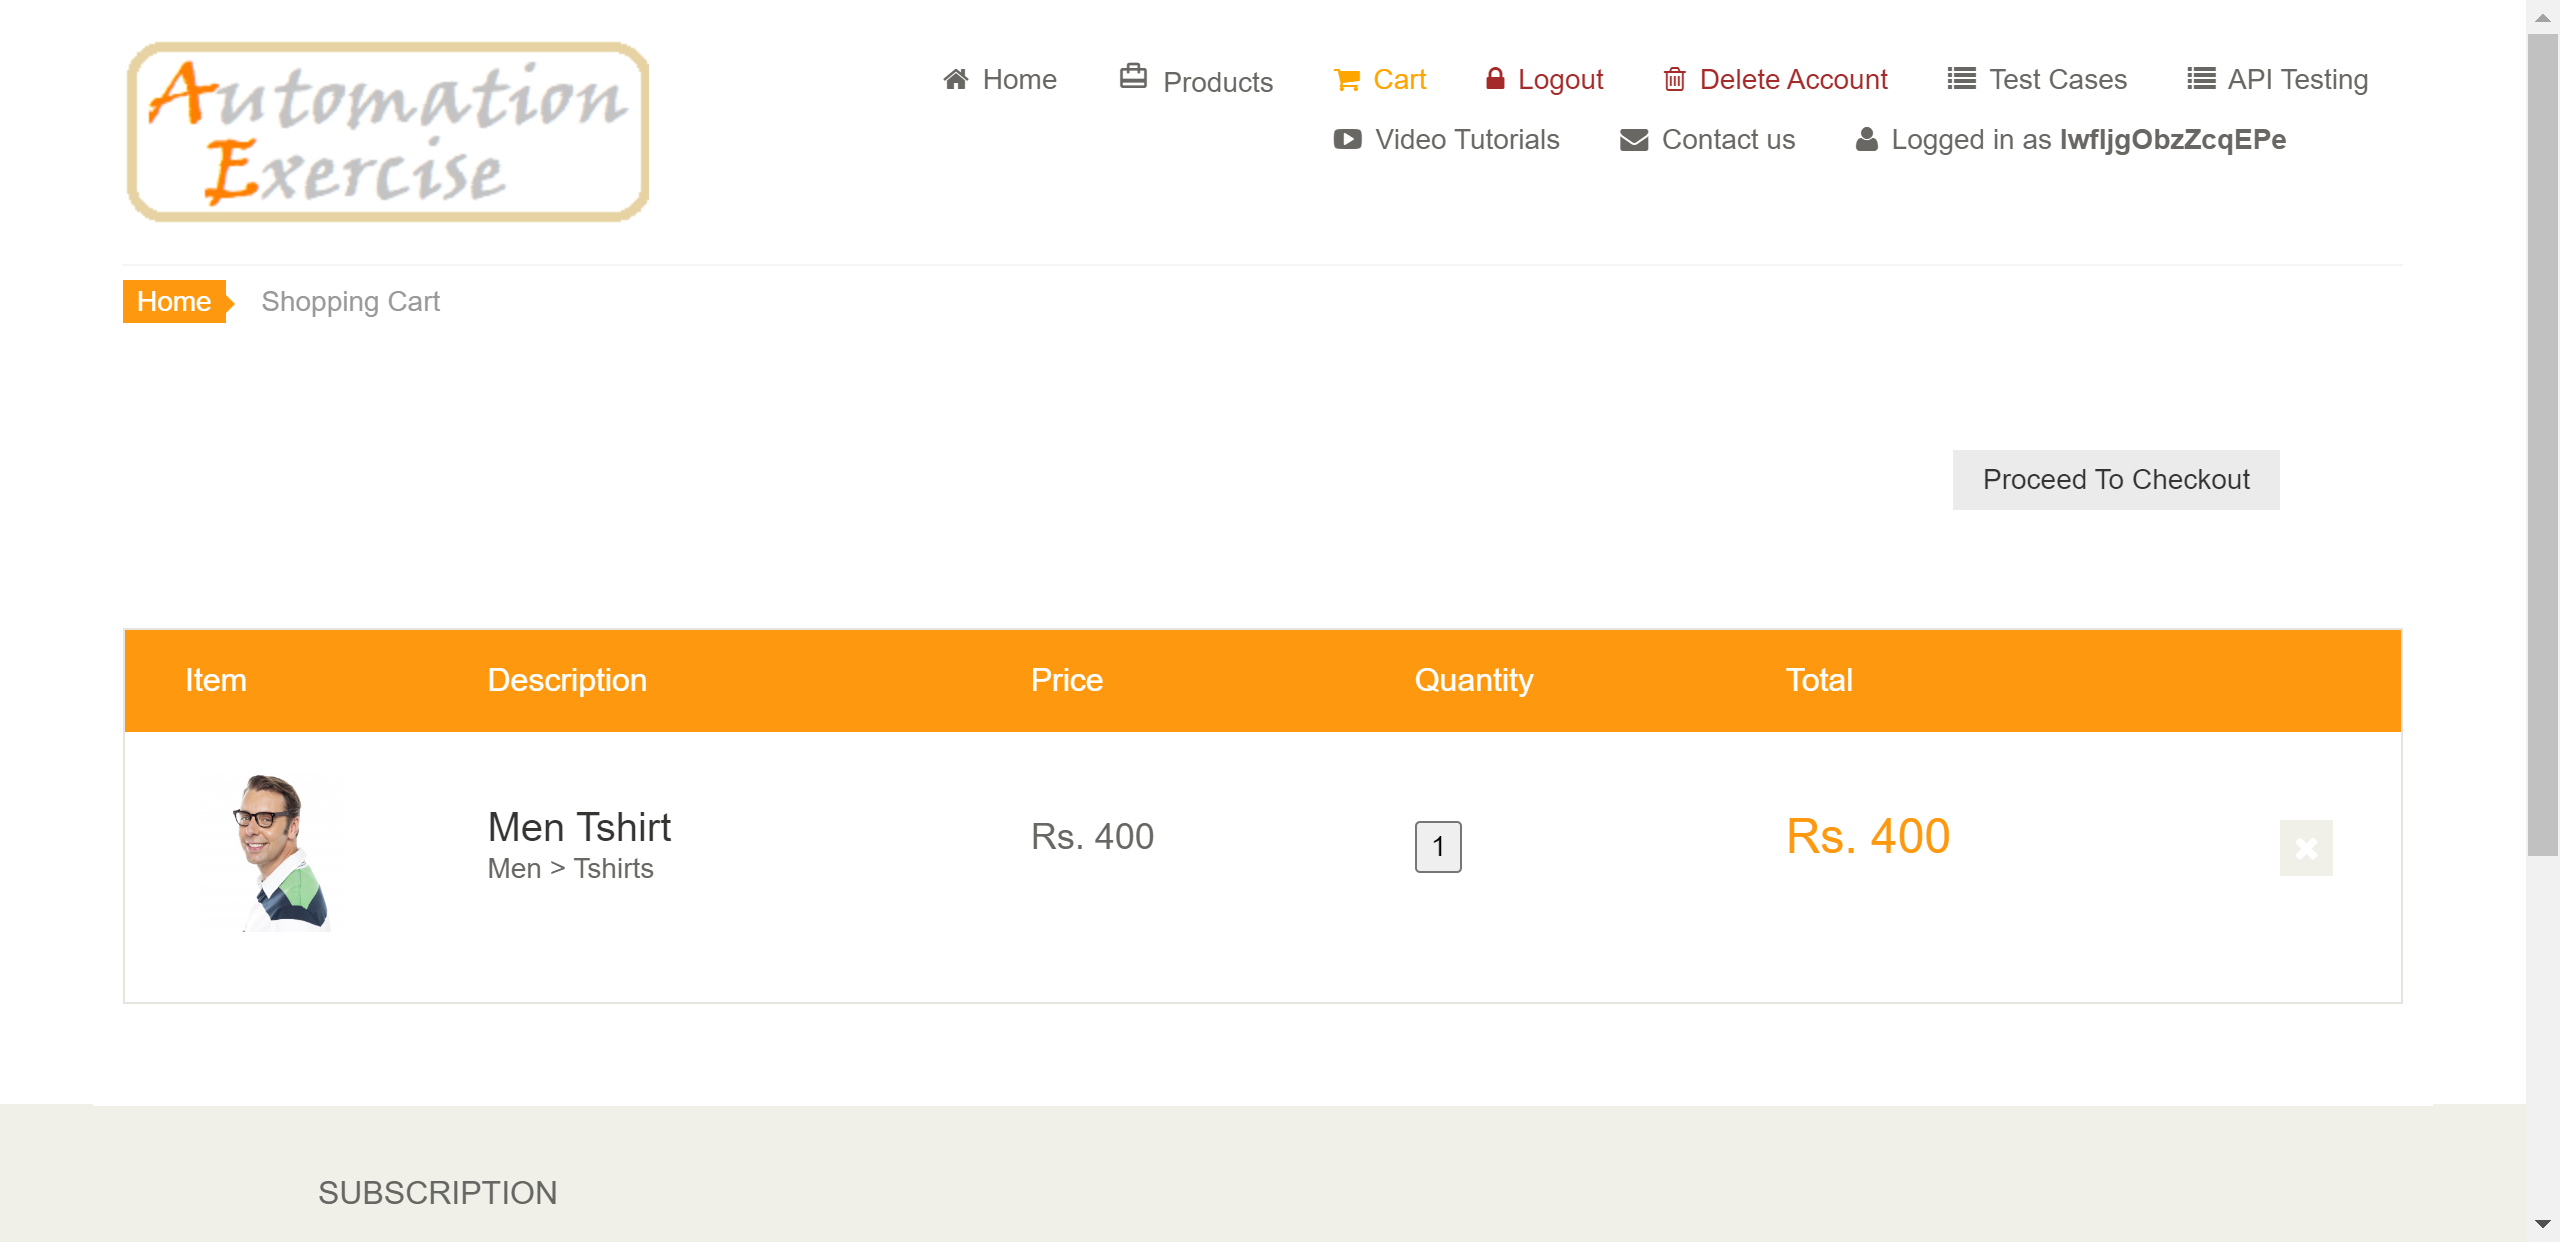 Automation
Exercise
Home
Products
Cart
Logout
Delete Account
Test Cases
API Testing
Video Tutorials
Contact us
Logged in as IwfIjgObzZcqEPe
Home
Shopping Cart
Proceed To Checkout
Item
Description
Price
Quantity
Total
Men Tshirt
Men > Tshirts
Rs. 400
1
Rs. 400
SUBSCRIPTION